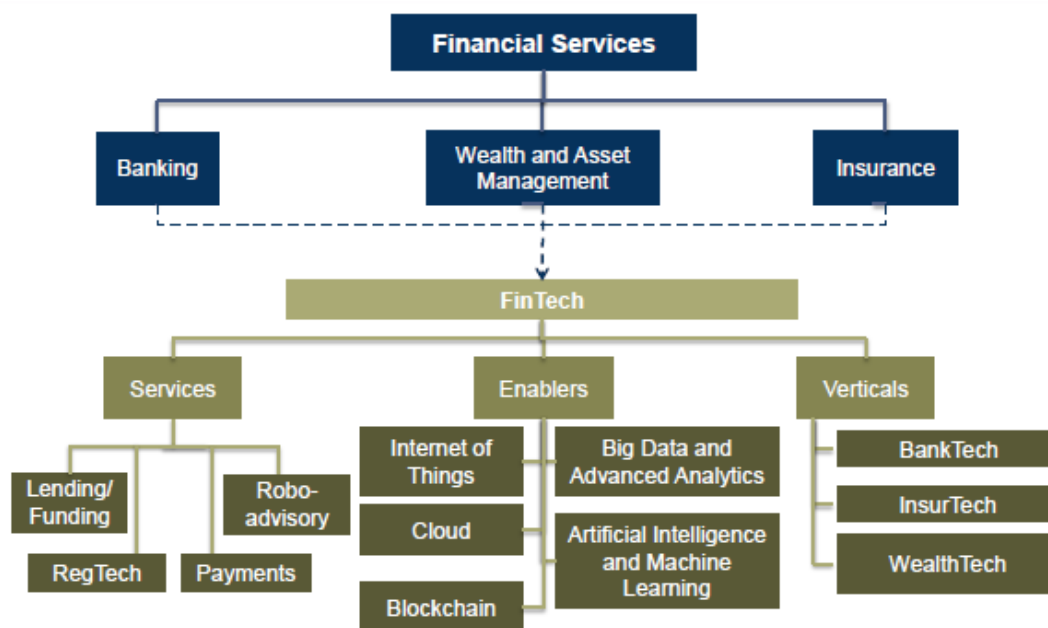 Financial Services
Banking
Wealth and Asset
Management
Insurance
FinTech
Services
Enablers
Verticals
Lending/
Funding
RegTech
Payments
Robo-
advisory
Internet of
Things
Big Data and
Advanced Analytics
Cloud
Artificial Intelligence
and Machine
Learning
Blockchain
BankTech
InsurTech
WealthTech